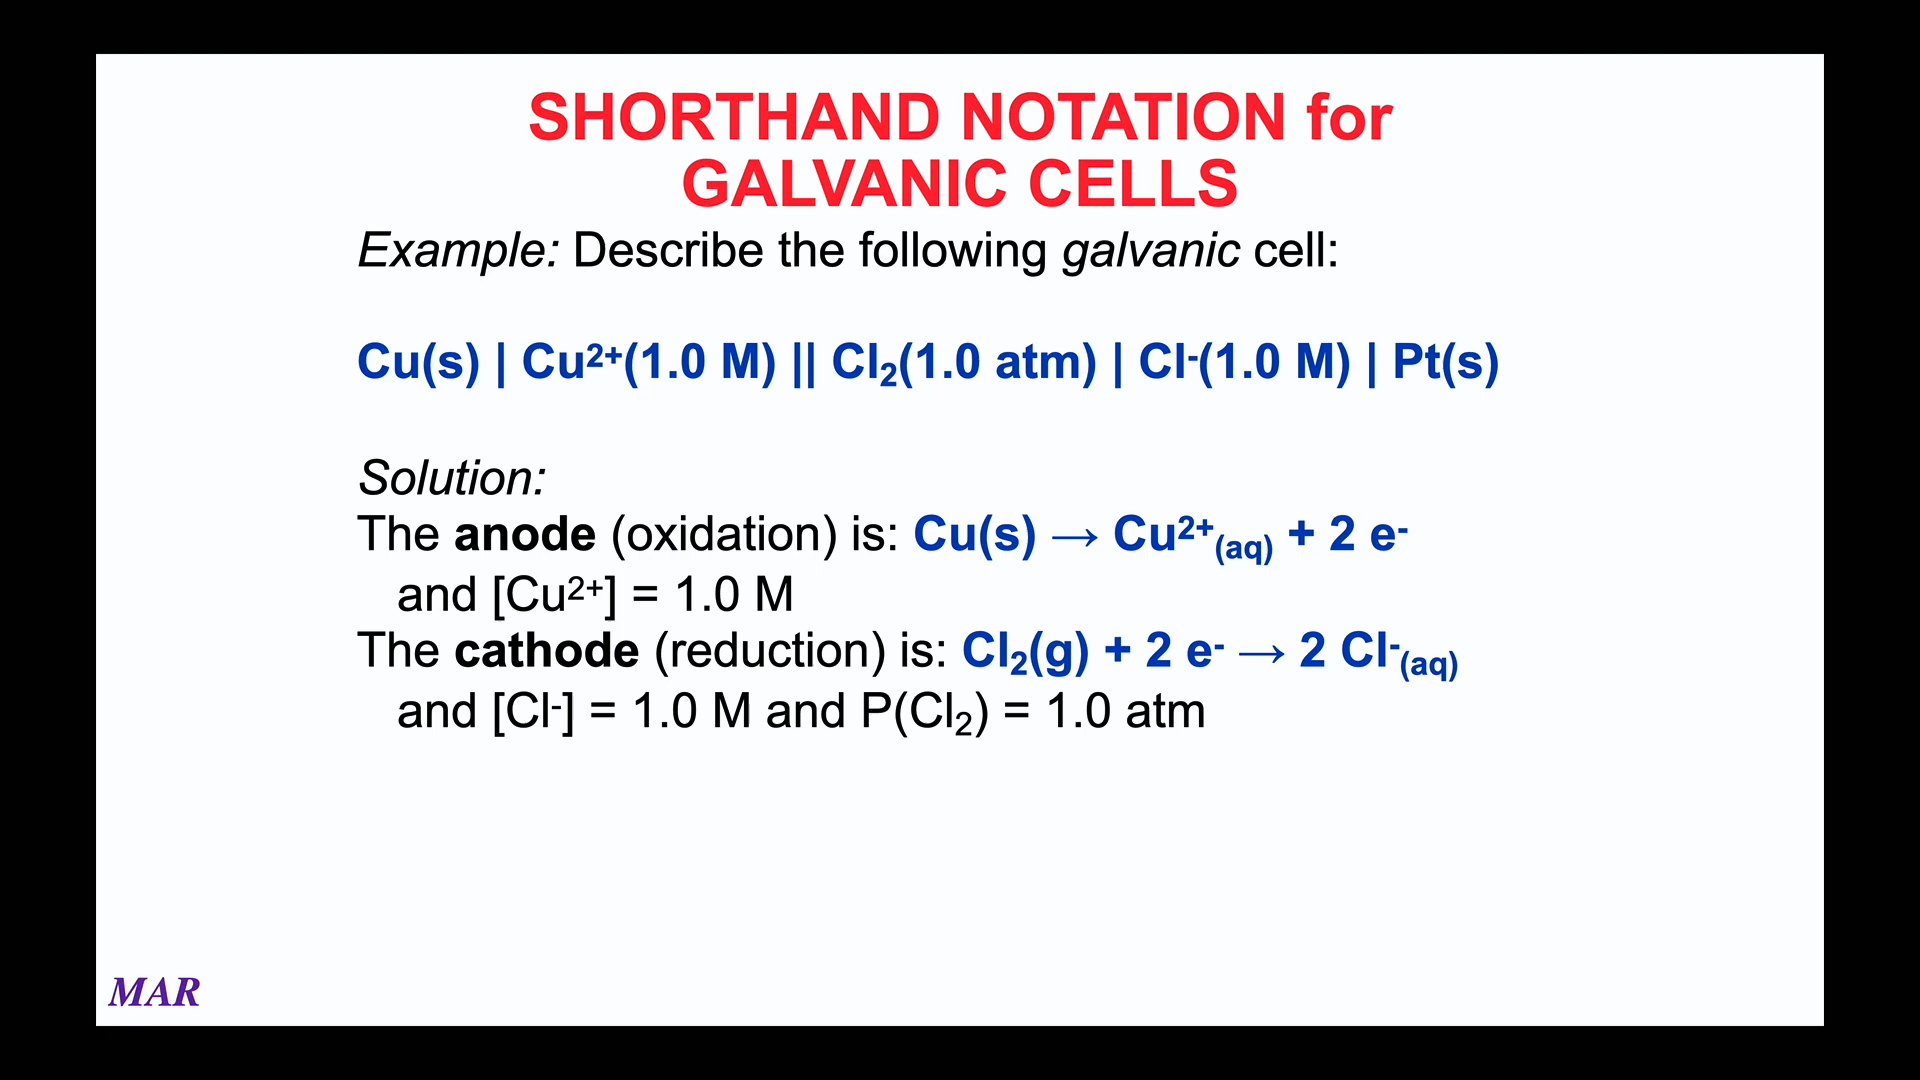 SHORTHAND NOTATION for
GALVANIC CELLS
Example: Describe the following galvanic cell:
Cu(s) | Cu²⁺(1.0 M) || Cl₂(1.0 atm) | Cl⁻(1.0 M) | Pt(s)
Solution:
The anode (oxidation) is: Cu(s) → Cu²⁺₍aq₎ + 2 e⁻
and [Cu²⁺] = 1.0 M
The cathode (reduction) is: Cl₂(g) + 2 e⁻ → 2 Cl⁻₍aq₎
and [Cl⁻] = 1.0 M and P(Cl₂) = 1.0 atm
MAR